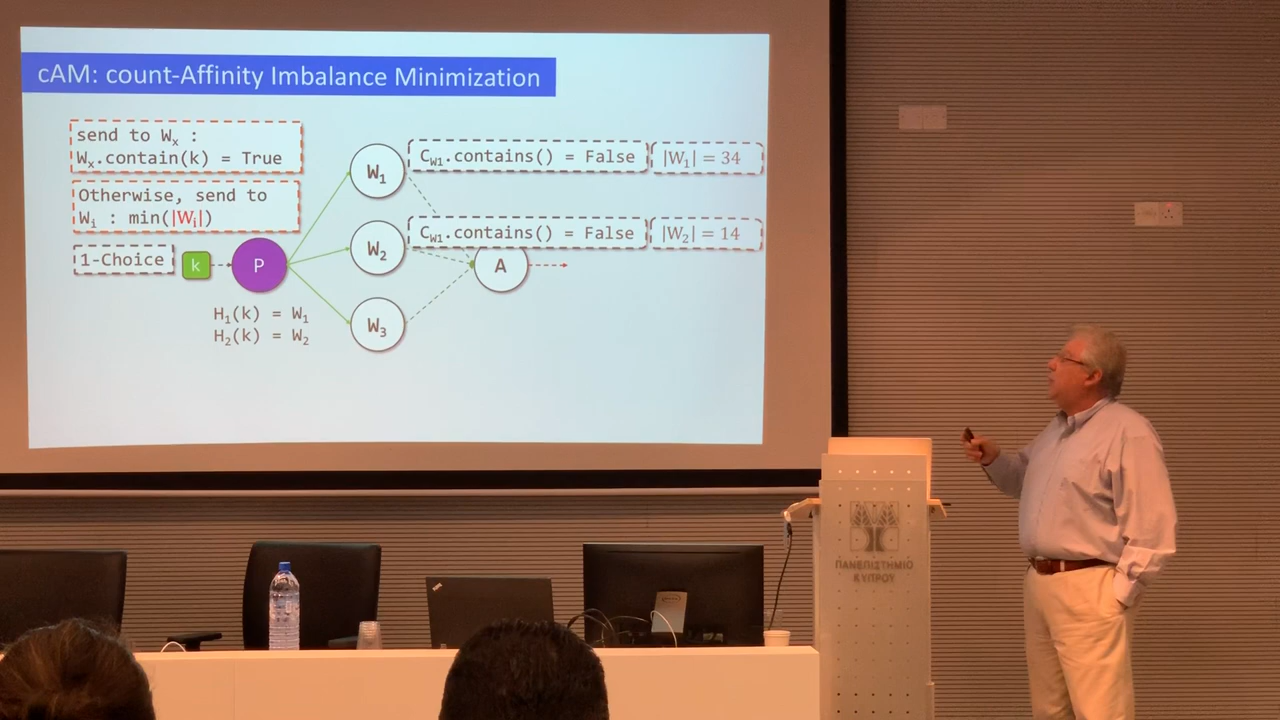 cAM: count-Affinity Imbalance Minimization
send to Wx :
Wx.contain(k) = True
Otherwise, send to
Wi : min(|Wi|)
1-Choice
k
P
H1(k) = W1
H2(k) = W2
W1
W2
W3
CW1.contains() = False
|W1| = 34
CW1.contains() = False
|W2| = 14
A
ΠΑΝΕΠΙΣΤΗΜΙΟ
ΚΥΠΡΟΥ